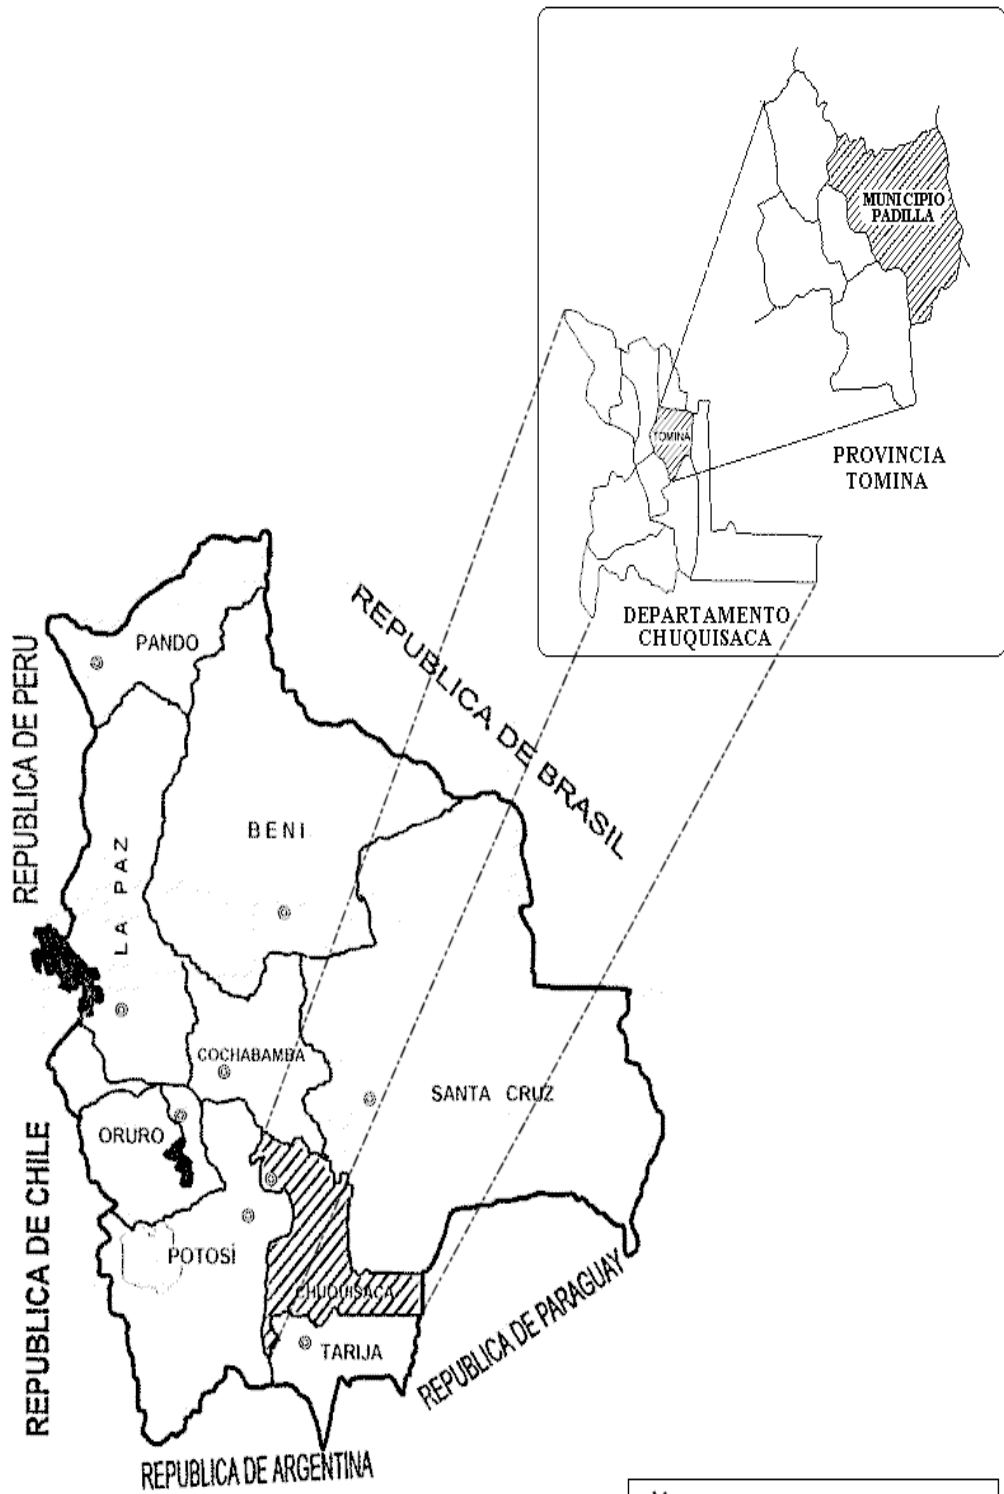 MUNICIPIO
PADILLA
TOMINA
PROVINCIA
TOMINA
DEPARTAMENTO
CHUQUISACA
REPUBLICA DE BRASIL
REPUBLICA DE PERU
PANDO
BENI
LA PAZ
COCHABAMBA
SANTA CRUZ
ORURO
REPUBLICA DE CHILE
POTOSÍ
CHUQUISACA
TARIJA
REPUBLICA DE PARAGUAY
REPUBLICA DE ARGENTINA